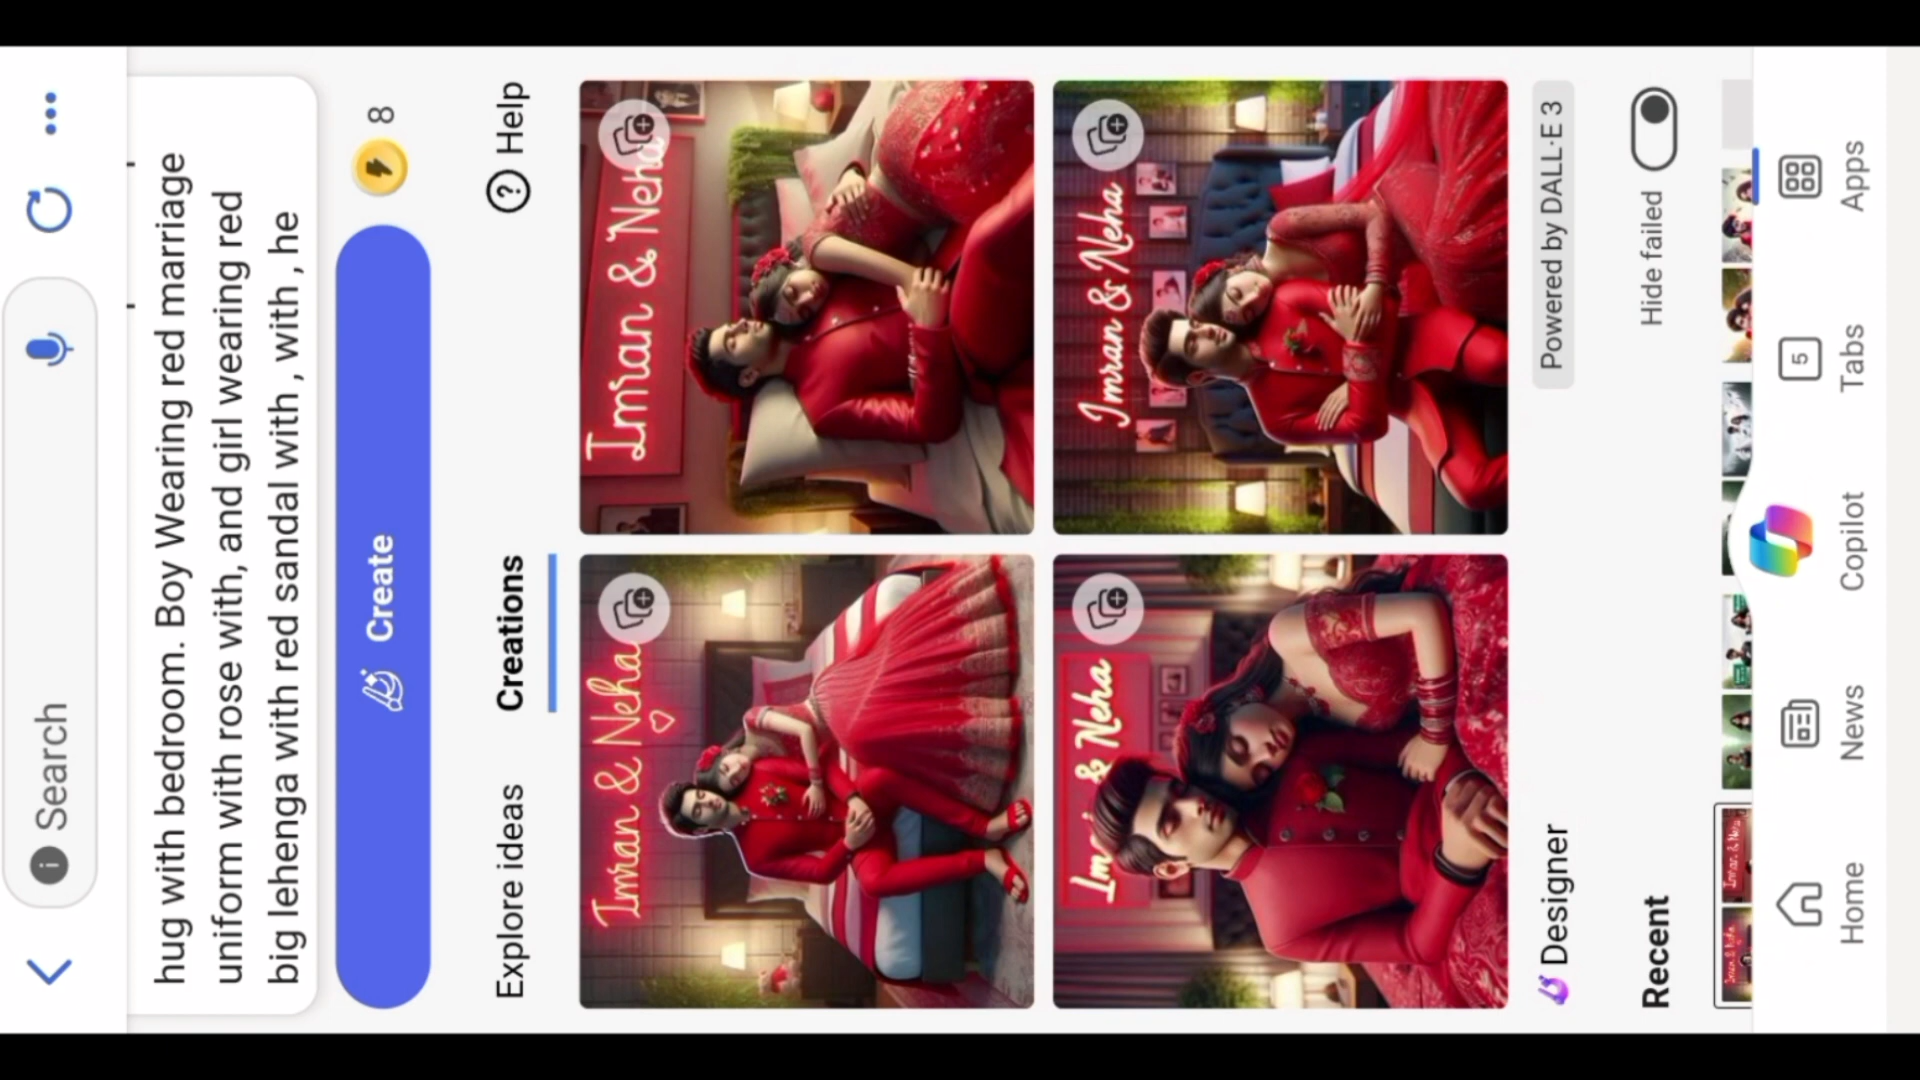 Search
hug with bedroom. Boy Wearing red marriage
uniform with rose with, and girl wearing red
big lehenga with red sandal with , with , he
Create
8
Explore ideas
Creations
Help
Imran & Neha
Imran & Neha
& Neha
Imran & Neha
Designer
Powered by DALL·E 3
Recent
Hide failed
Home
News
Copilot
5
Tabs
Apps